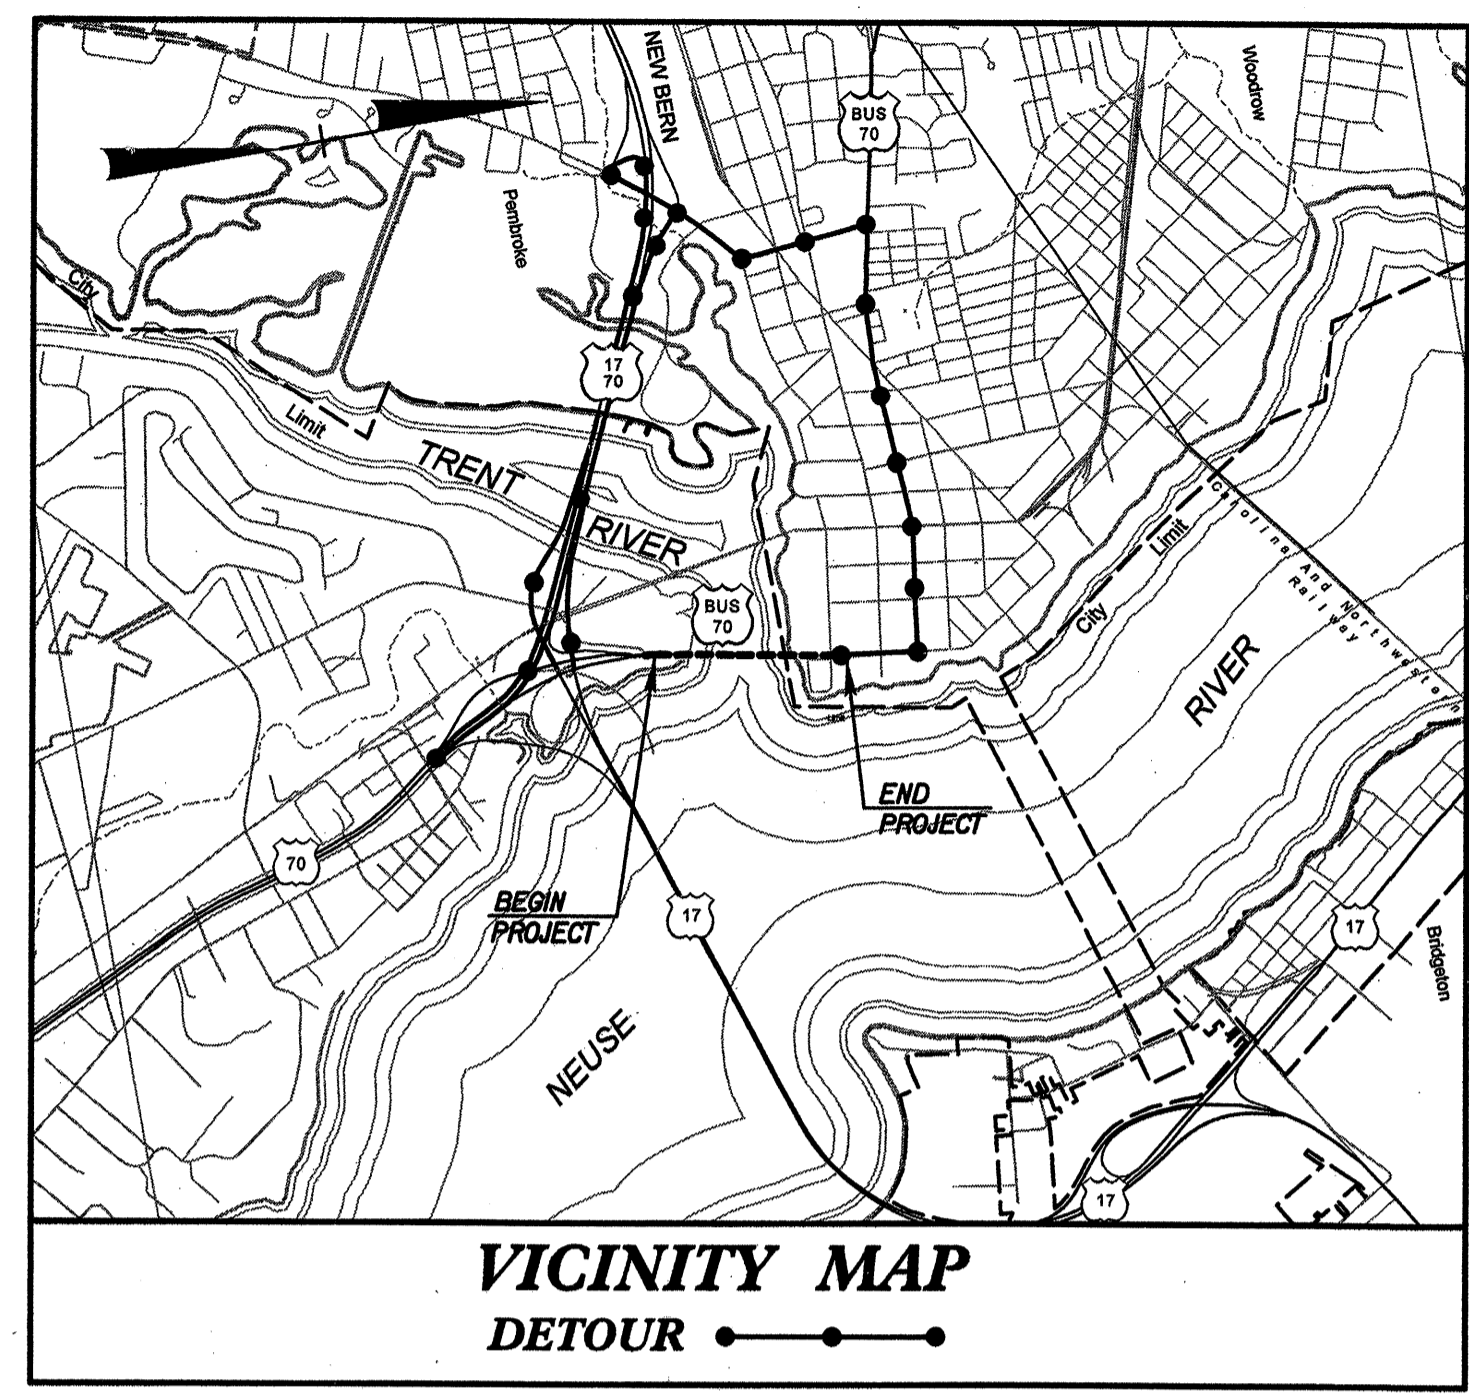 NEW BERN
Woodrow
BUS
70
Pembroke
City
17
70
Limit
TRENT
RIVER
BUS
70
Carolina And Northwestern
Railway
Limit
City
RIVER
END
PROJECT
70
BEGIN
PROJECT
17
17
Bridgeton
NEUSE
17
VICINITY MAP
DETOUR